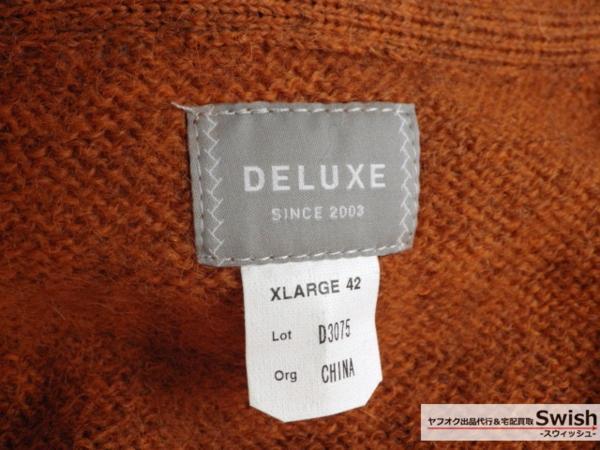 DELUXE
SINCE 2003
XLARGE 42
Lot D3075
Org CHINA
ヤフオク出品代行&宅配買取 Swish
-スウィッシュ-